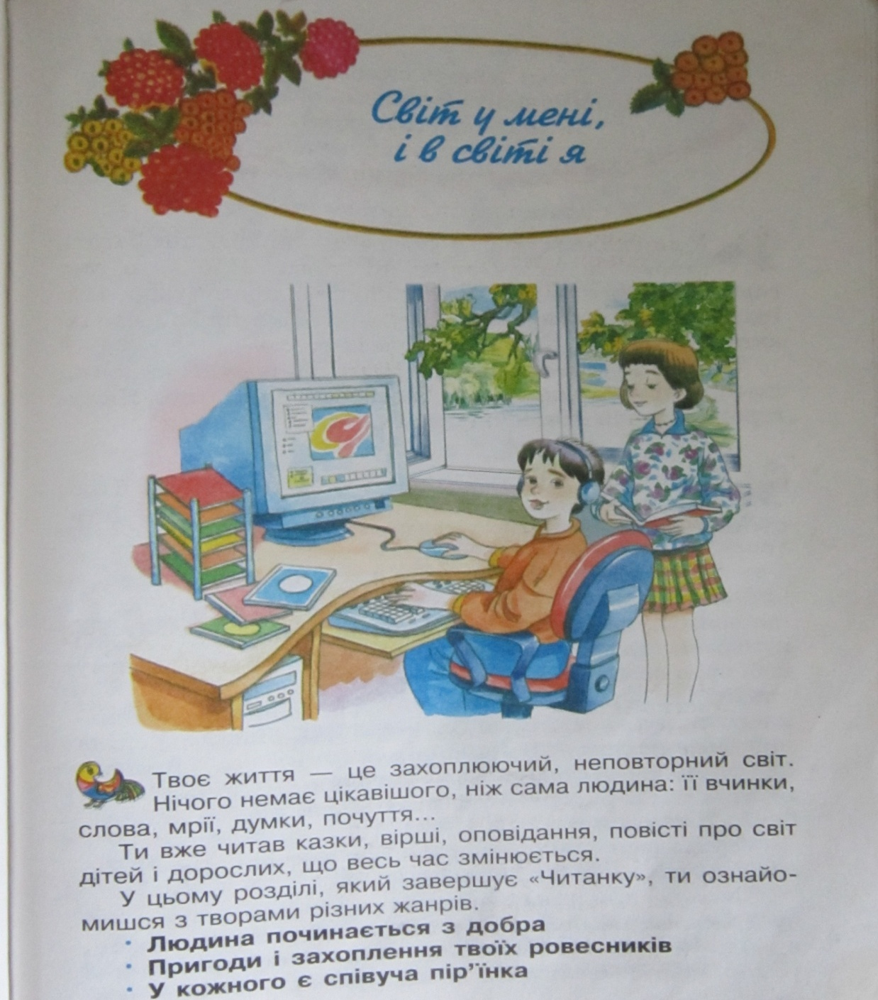 Світ у мені,
і в світі я
Твоє життя — це захоплюючий, неповторний світ.
Нічого немає цікавішого, ніж сама людина: її вчинки,
слова, мрії, думки, почуття...
Ти вже читав казки, вірші, оповідання, повісті про світ
дітей і дорослих, що весь час змінюється.
У цьому розділі, який завершує «Читанку», ти ознайо-
мишся з творами різних жанрів.
• Людина починається з добра
• Пригоди і захоплення твоїх ровесників
• У кожного є співуча пір’їнка